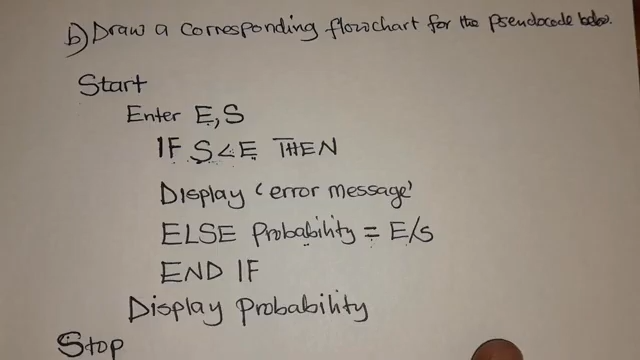 b) Draw a corresponding flowchart for the pseudocode below.
Start
Enter E,S
IF S<E THEN
Display 'error message'
ELSE Probability = E/S
END IF
Display Probability
Stop